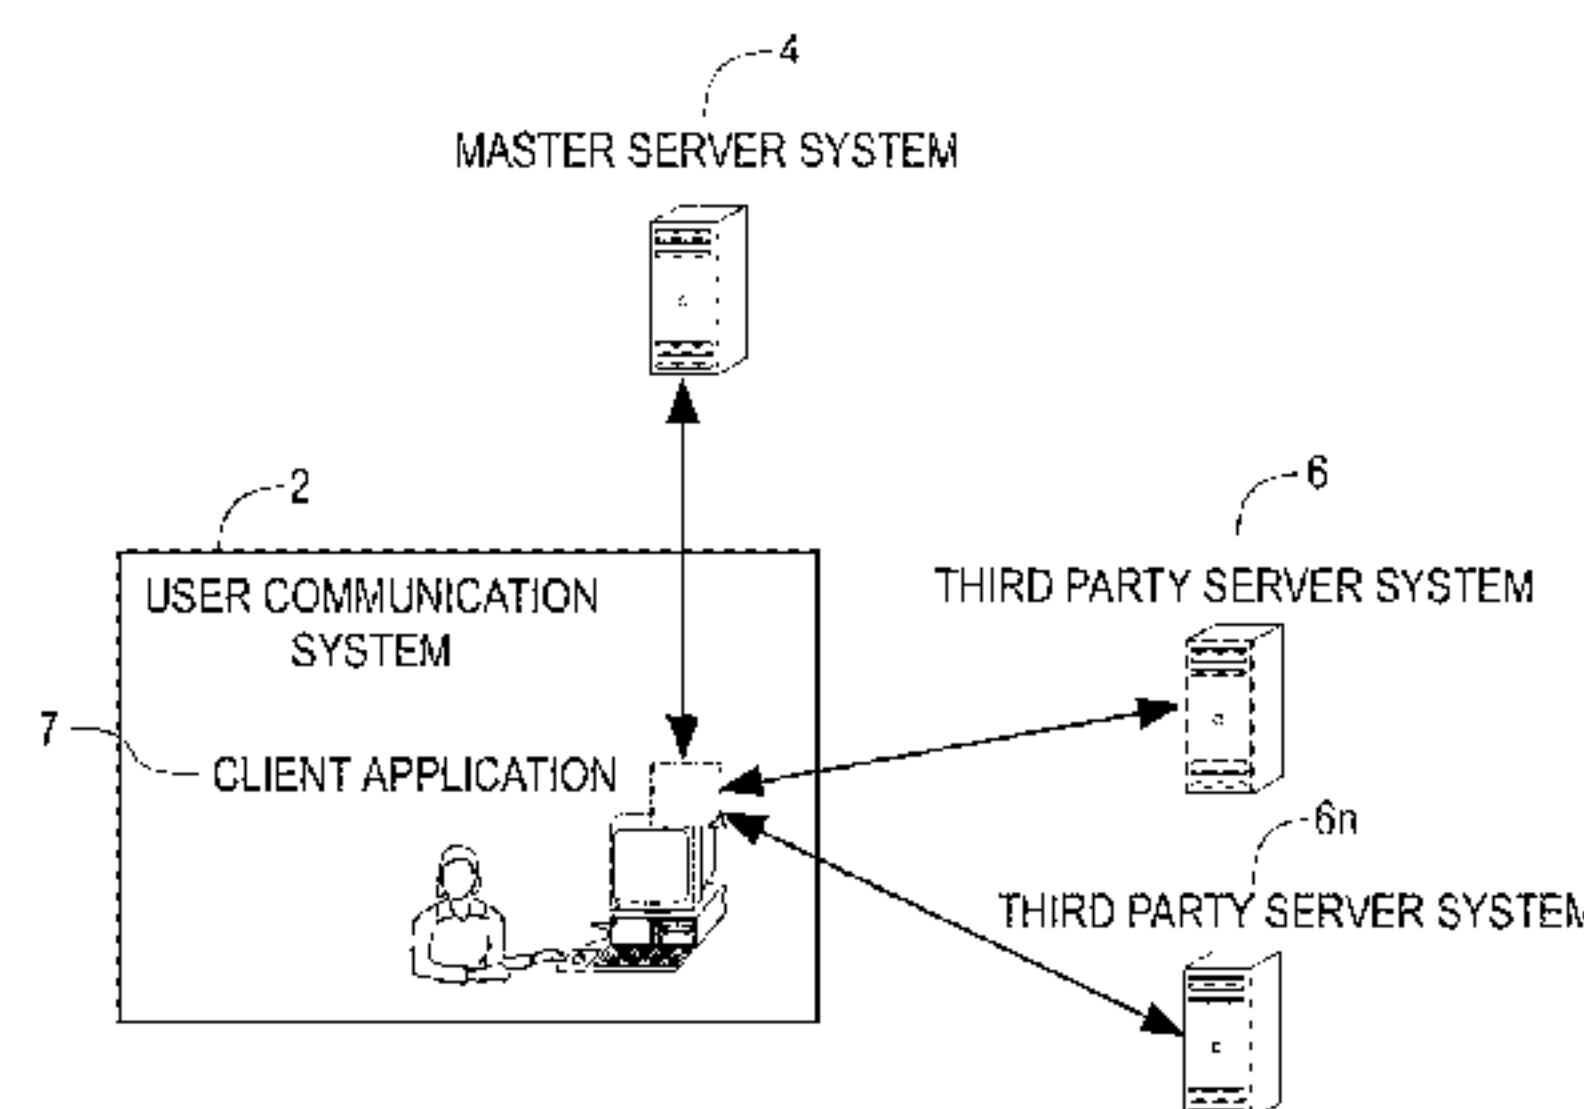 4
MASTER SERVER SYSTEM
2
6
USER COMMUNICATION
SYSTEM
THIRD PARTY SERVER SYSTEM
7
CLIENT APPLICATION
6n
THIRD PARTY SERVER SYSTEM